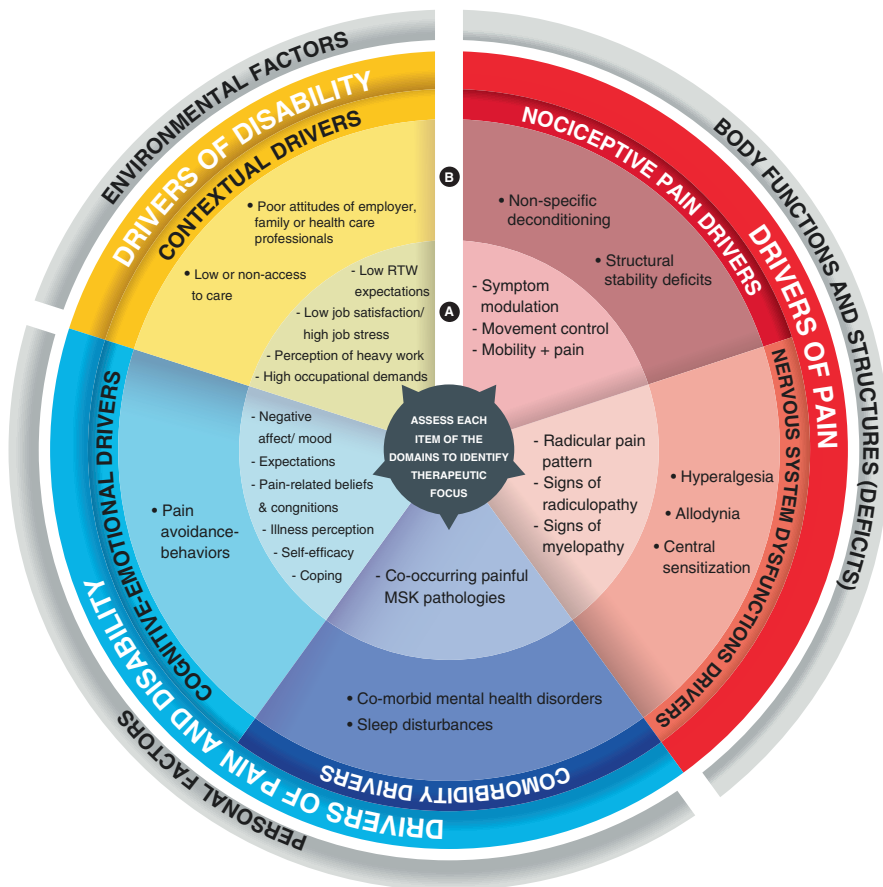 ENVIRONMENTAL FACTORS
DRIVERS OF DISABILITY
CONTEXTUAL DRIVERS
• Poor attitudes of employer,
family or health care
professionals
• Low or non-access
to care
- Low RTW
expectations
- Low job satisfaction/
high job stress
- Perception of heavy work
- High occupational demands
B
A
BODY FUNCTIONS AND STRUCTURES (DEFICITS)
DRIVERS OF PAIN
NOCICEPTIVE PAIN DRIVERS
• Non-specific
deconditioning
• Structural
stability deficits
- Symptom
modulation
- Movement control
- Mobility + pain
NERVOUS SYSTEM DYSFUNCTIONS DRIVERS
- Radicular pain
pattern
- Signs of
radiculopathy
- Signs of
myelopathy
• Hyperalgesia
• Allodynia
• Central
sensitization
ASSESS EACH
ITEM OF THE
DOMAINS TO IDENTIFY
THERAPEUTIC
FOCUS
PERSONAL FACTORS
DRIVERS OF PAIN AND DISABILITY
COGNITIVE-EMOTIONAL DRIVERS
- Negative
affect/ mood
- Expectations
- Pain-related beliefs
& congnitions
- Illness perception
- Self-efficacy
- Coping
• Pain
avoidance-
behaviors
- Co-occurring painful
MSK pathologies
• Co-morbid mental health disorders
• Sleep disturbances
COMORBIDITY DRIVERS